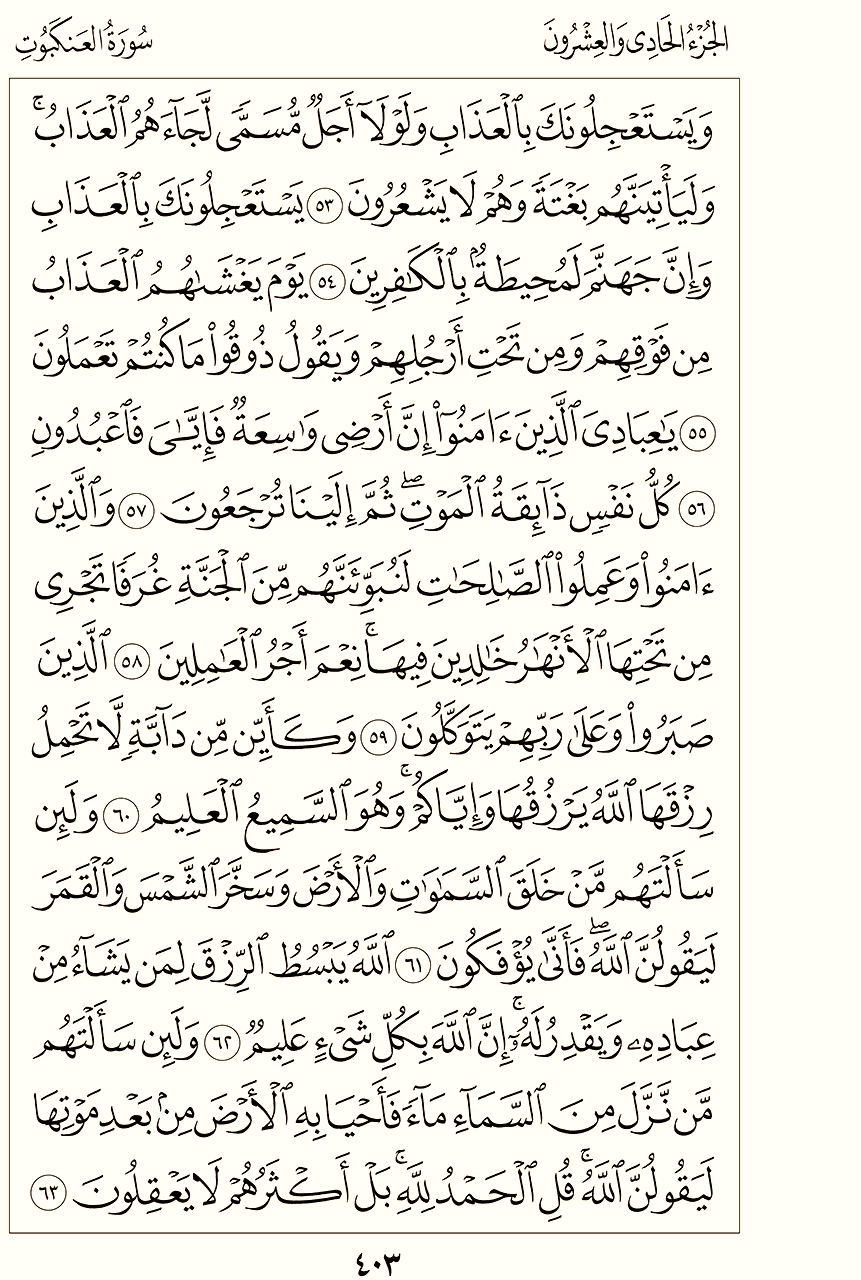 الجُزْءُ الحَادِى وَالعِشْرُونَ
سُورَةُ العَنكَبُوتِ
وَيَسْتَعْجِلُونَكَ بِٱلْعَذَابِ وَلَوْلَآ أَجَلٌ مُّسَمًّى لَّجَآءَهُمُ ٱلْعَذَابُۚ
وَلَيَأْتِيَنَّهُم بَغْتَةً وَهُمْ لَا يَشْعُرُونَ ٥٣ يَسْتَعْجِلُونَكَ بِٱلْعَذَابِ
وَإِنَّ جَهَنَّمَ لَمُحِيطَةٌۢ بِٱلْكَٰفِرِينَ ٥٤ يَوْمَ يَغْشَىٰهُمُ ٱلْعَذَابُ
مِن فَوْقِهِمْ وَمِن تَحْتِ أَرْجُلِهِمْ وَيَقُولُ ذُوقُوا۟ مَا كُنتُمْ تَعْمَلُونَ
٥٥ يَٰعِبَادِىَ ٱلَّذِينَ ءَامَنُوٓا۟ إِنَّ أَرْضِى وَٰسِعَةٌ فَإِيَّٰىَ فَٱعْبُدُونِ
٥٦ كُلُّ نَفْسٍ ذَآئِقَةُ ٱلْمَوْتِۖ ثُمَّ إِلَيْنَا تُرْجَعُونَ ٥٧ وَٱلَّذِينَ
ءَامَنُوا۟ وَعَمِلُوا۟ ٱلصَّٰلِحَٰتِ لَنُبَوِّئَنَّهُم مِّنَ ٱلْجَنَّةِ غُرَفًا تَجْرِى
مِن تَحْتِهَا ٱلْأَنْهَٰرُ خَٰلِدِينَ فِيهَاۚ نِعْمَ أَجْرُ ٱلْعَٰمِلِينَ ٥٨ ٱلَّذِينَ
صَبَرُوا۟ وَعَلَىٰ رَبِّهِمْ يَتَوَكَّلُونَ ٥٩ وَكَأَيِّن مِّن دَآبَّةٍ لَّا تَحْمِلُ
رِزْقَهَا ٱللَّهُ يَرْزُقُهَا وَإِيَّاكُمْۚ وَهُوَ ٱلسَّمِيعُ ٱلْعَلِيمُ ٦٠ وَلَئِن
سَأَلْتَهُم مَّنْ خَلَقَ ٱلسَّمَٰوَٰتِ وَٱلْأَرْضَ وَسَخَّرَ ٱلشَّمْسَ وَٱلْقَمَرَ
لَيَقُولُنَّ ٱللَّهُۖ فَأَنَّىٰ يُؤْفَكُونَ ٦١ ٱللَّهُ يَبْسُطُ ٱلرِّزْقَ لِمَن يَشَآءُ مِنْ
عِبَادِهِۦ وَيَقْدِرُ لَهُۥٓۚ إِنَّ ٱللَّهَ بِكُلِّ شَىْءٍ عَلِيمٌ ٦٢ وَلَئِن سَأَلْتَهُم
مَّن نَّزَّلَ مِنَ ٱلسَّمَآءِ مَآءً فَأَحْيَا بِهِ ٱلْأَرْضَ مِنۢ بَعْدِ مَوْتِهَا
لَيَقُولُنَّ ٱللَّهُۚ قُلِ ٱلْحَمْدُ لِلَّهِۚ بَلْ أَكْثَرُهُمْ لَا يَعْقِلُونَ ٦٣
٤٠٣